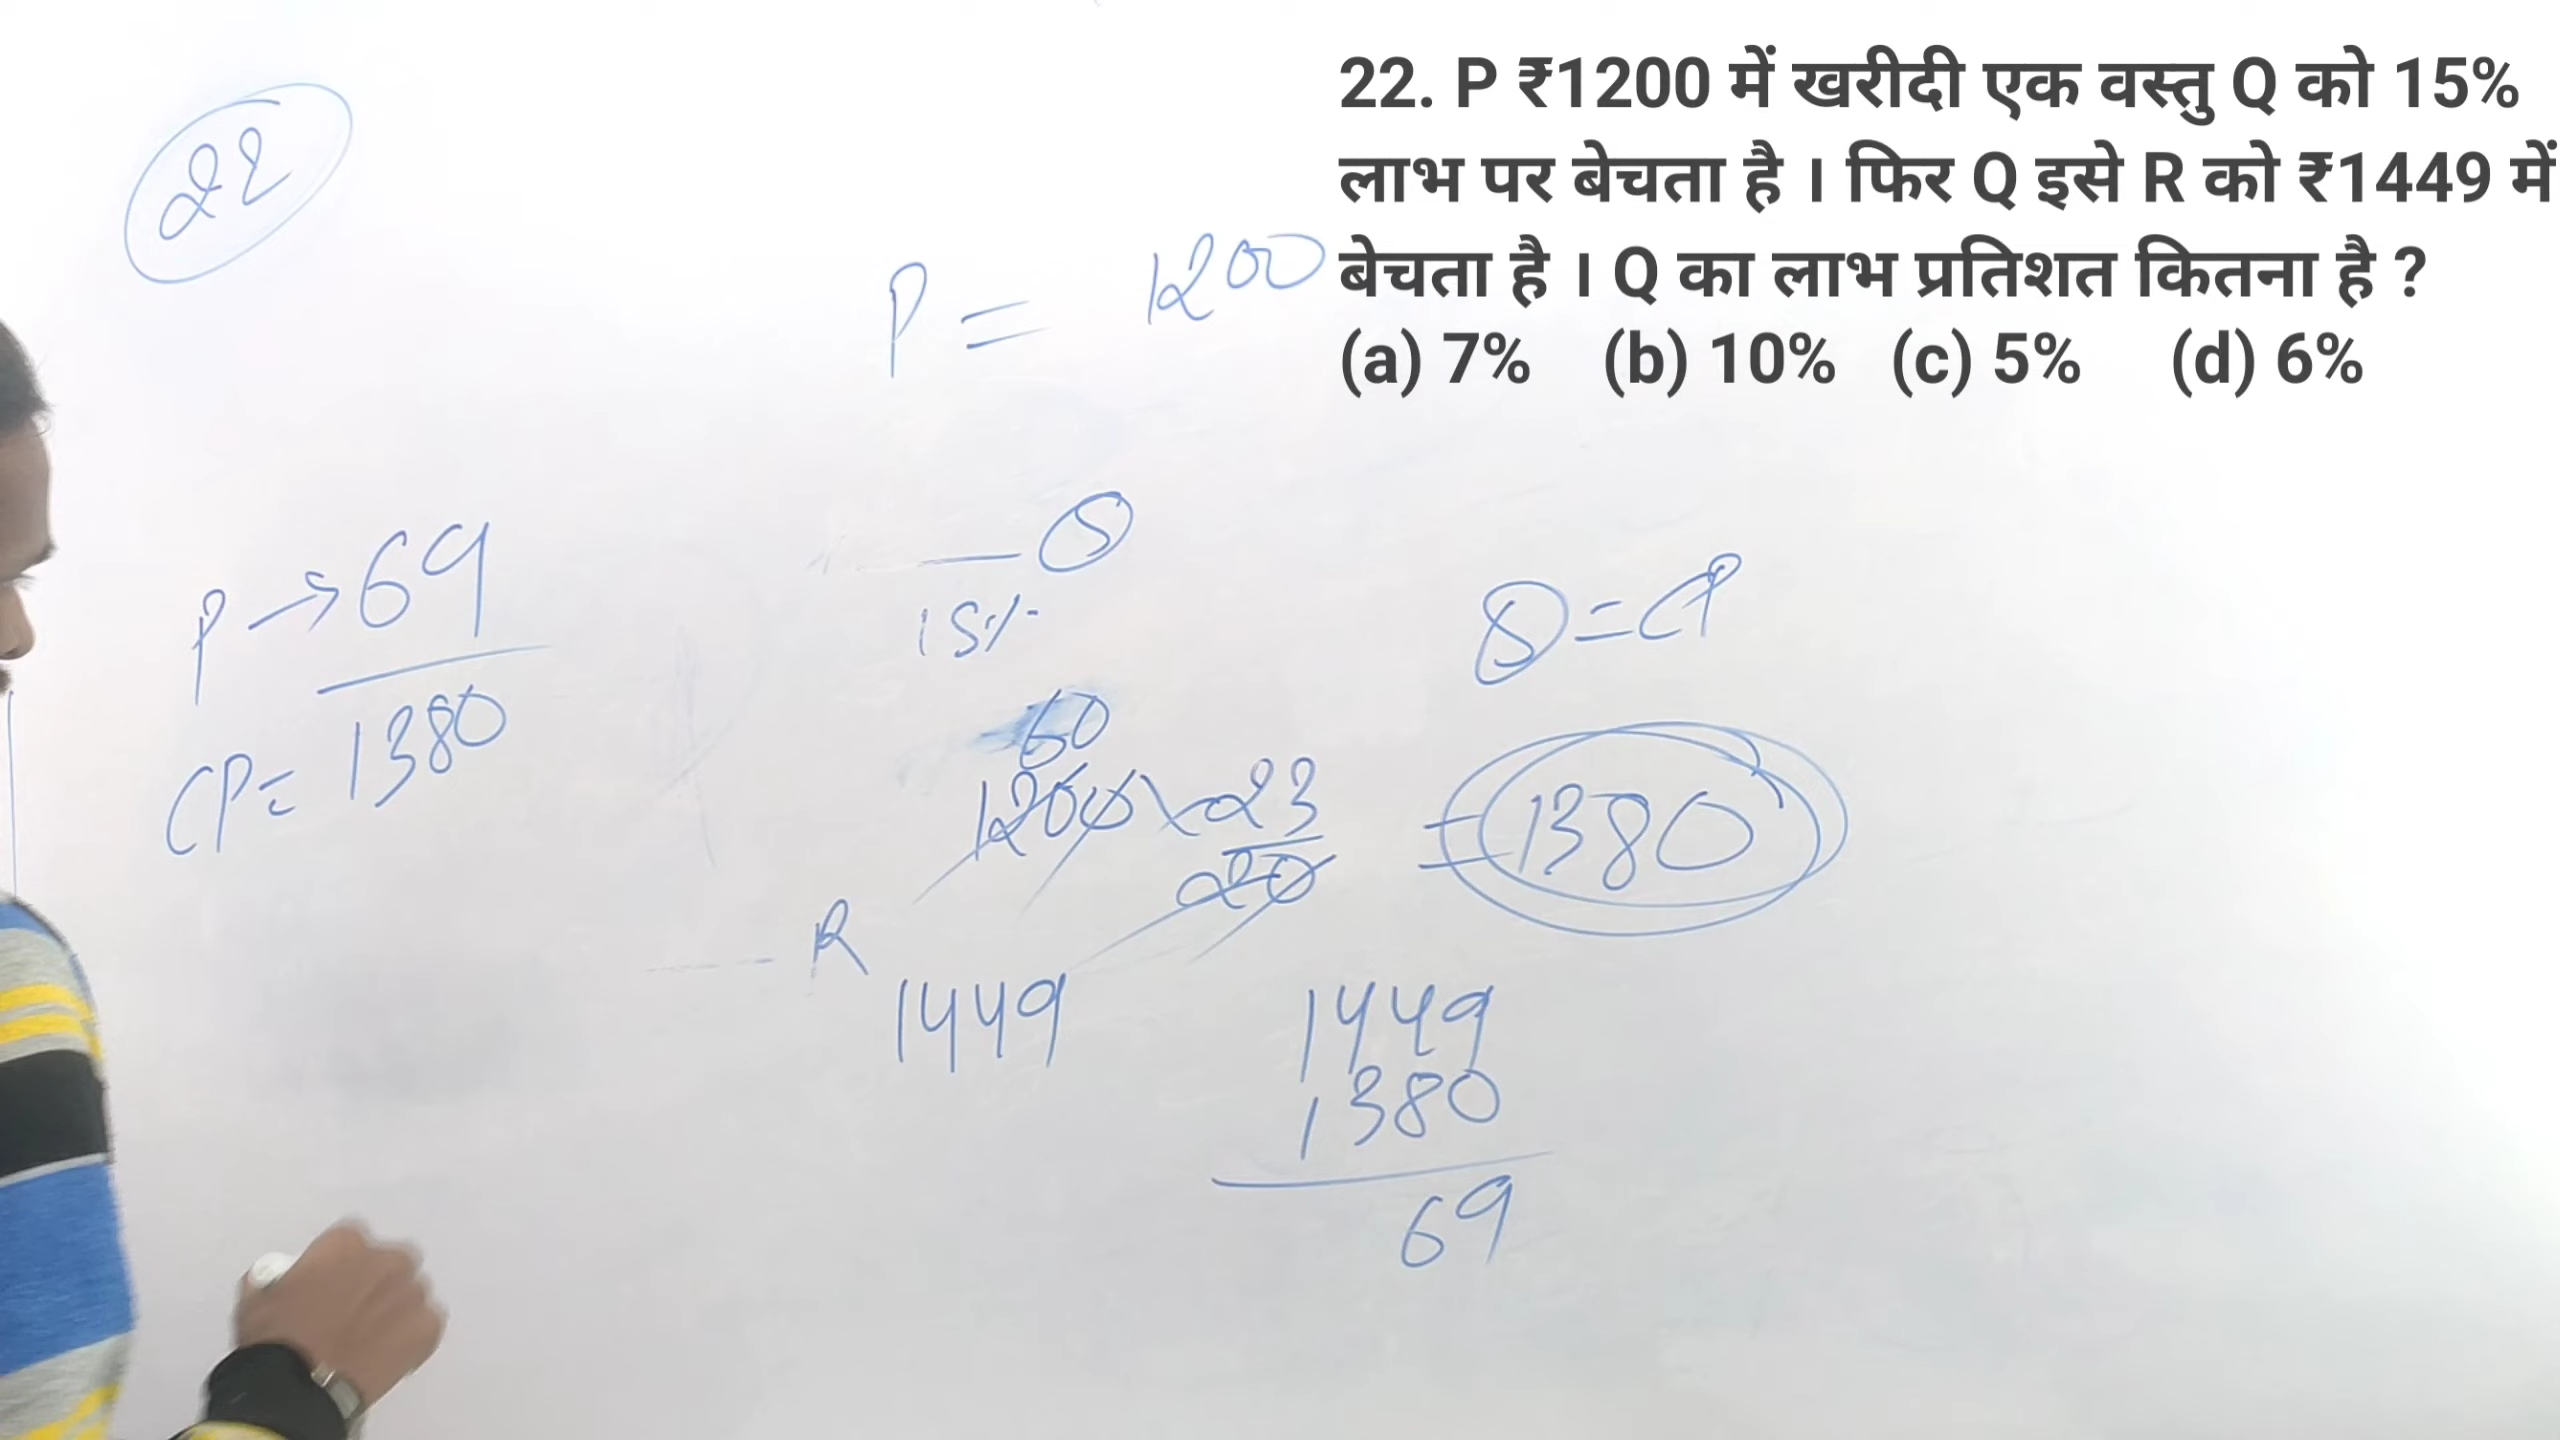 22. P ₹1200 में खरीदी एक वस्तु Q को 15%
लाभ पर बेचता है । फिर Q इसे R को ₹1449 में
बेचता है । Q का लाभ प्रतिशत कितना है ?
(a) 7% (b) 10% (c) 5% (d) 6%
22
P = 1200
P → 69
1380
CP = 1380
15%
= CP
60
1200 × 23
20
= 1380
R
1449
1449
1380
69